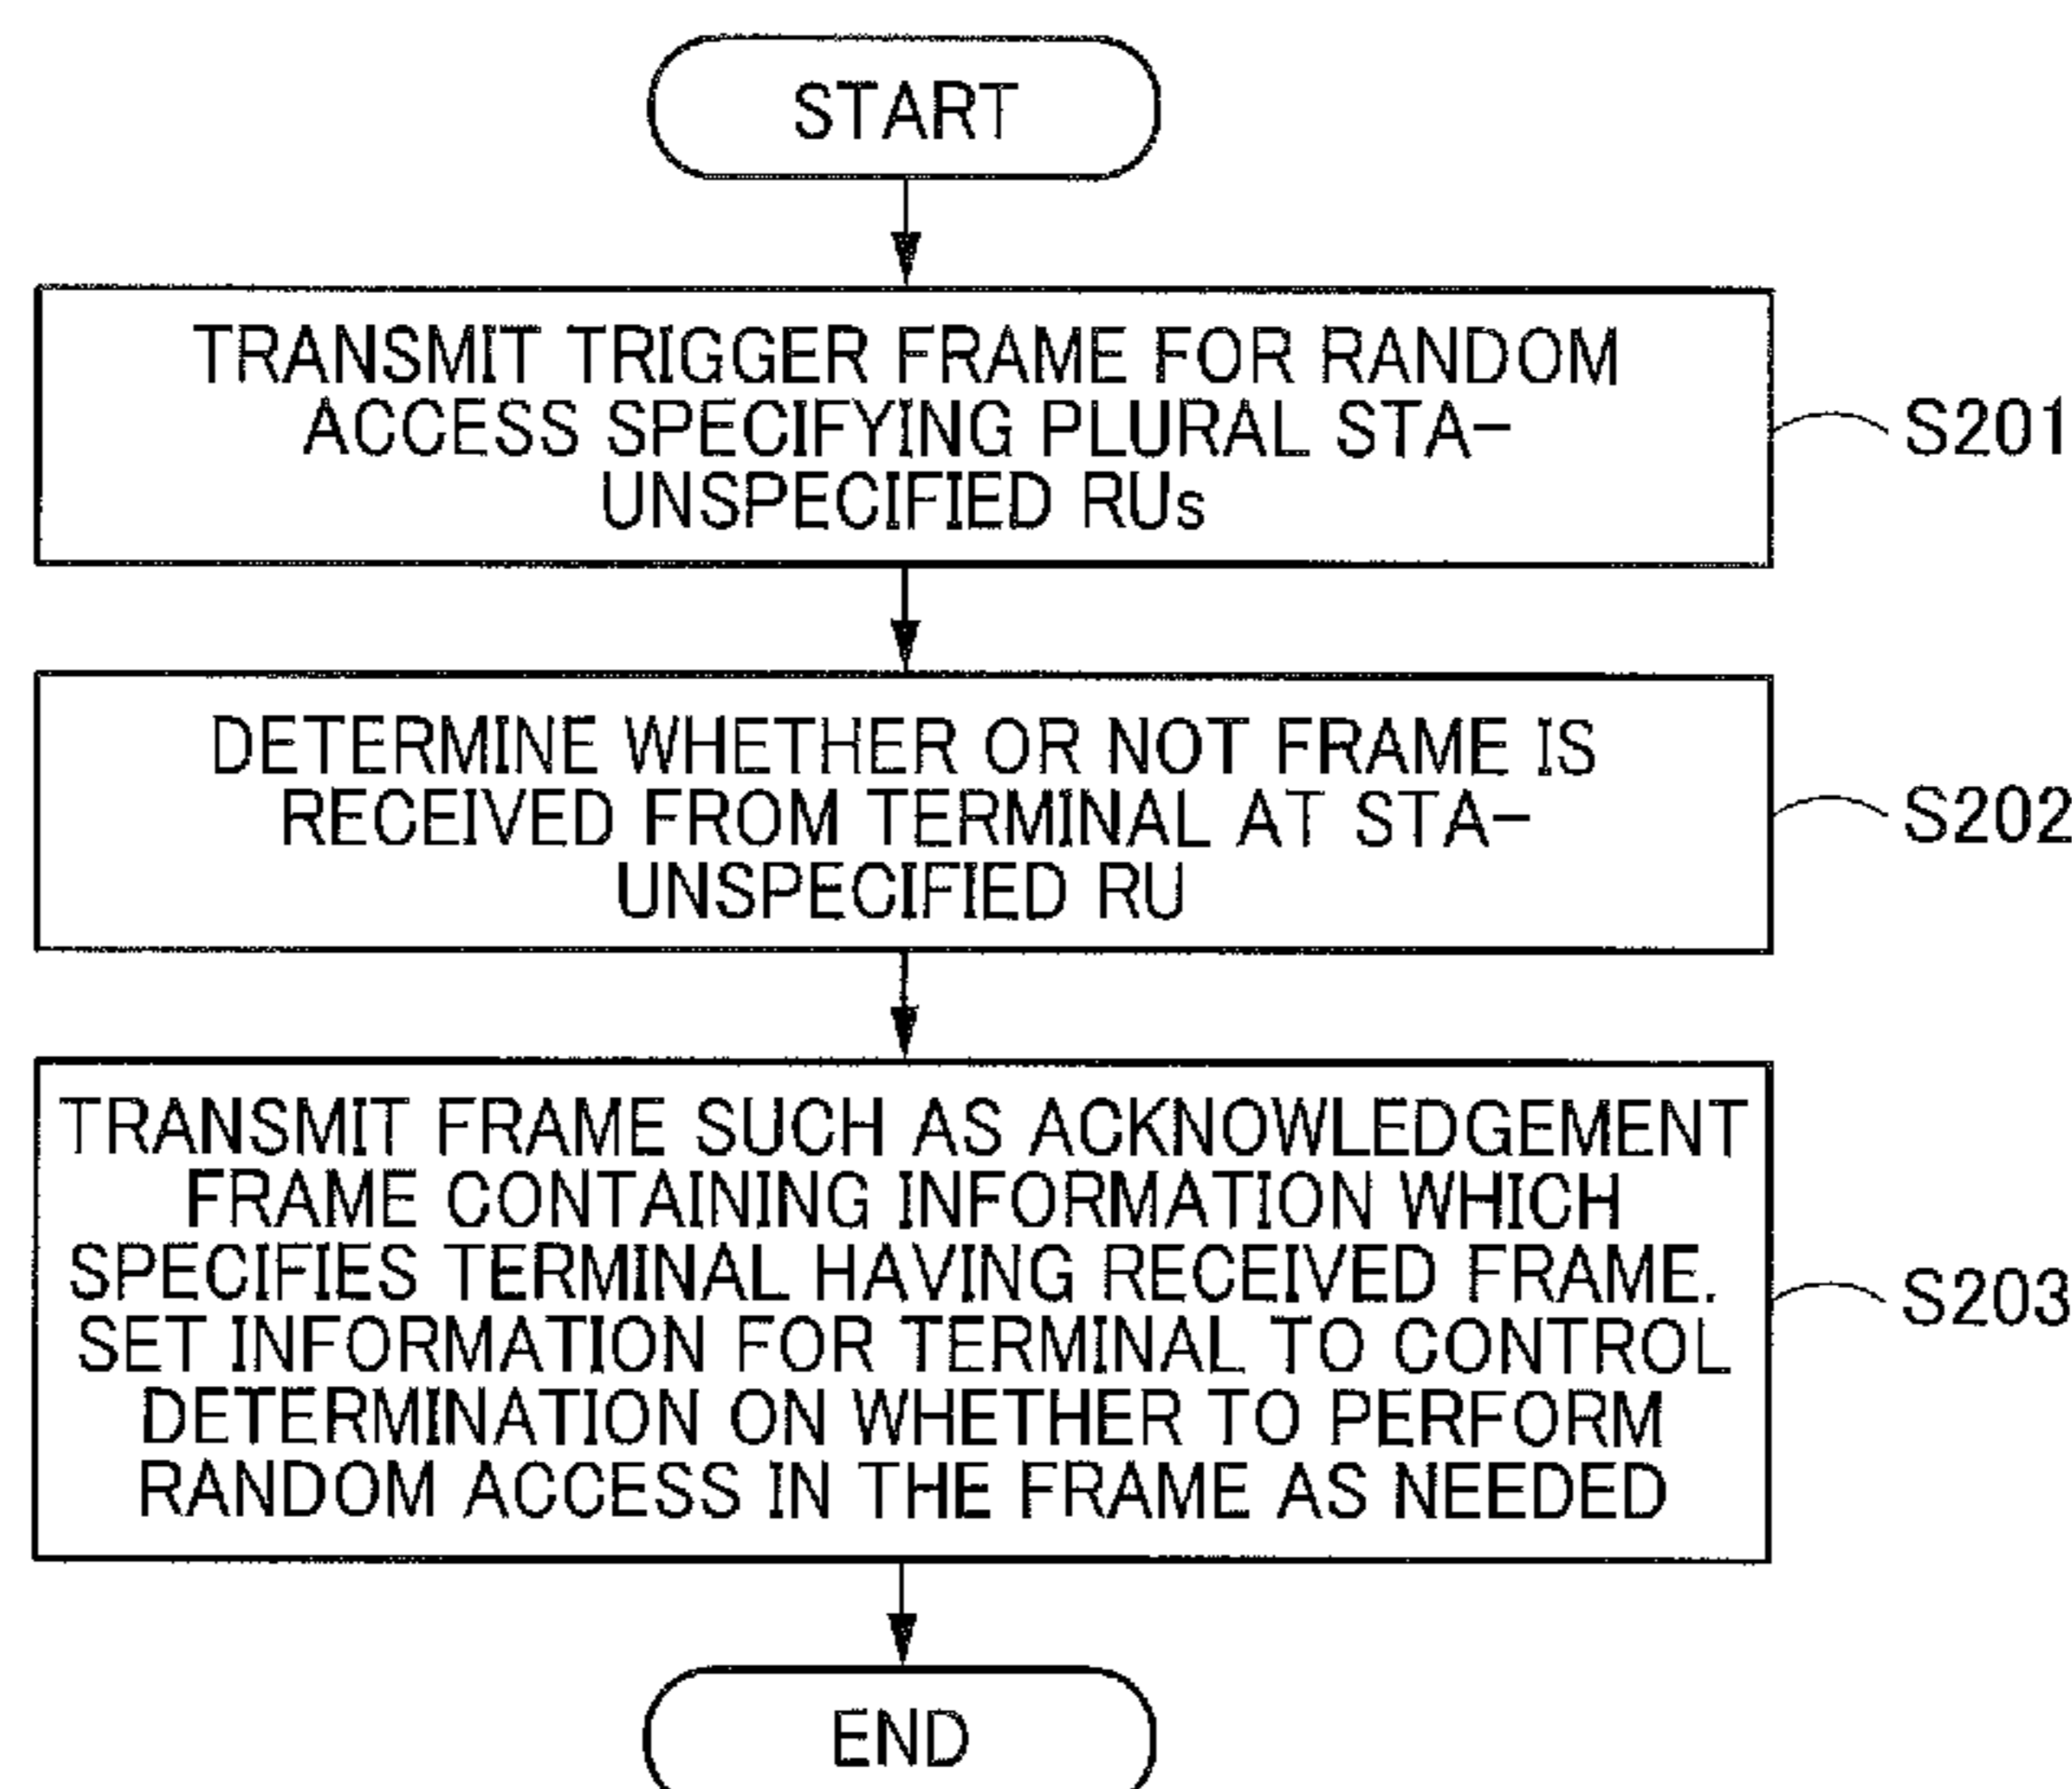 START
TRANSMIT TRIGGER FRAME FOR RANDOM
ACCESS SPECIFYING PLURAL STA-
UNSPECIFIED RUs
S201
DETERMINE WHETHER OR NOT FRAME IS
RECEIVED FROM TERMINAL AT STA-
UNSPECIFIED RU
S202
TRANSMIT FRAME SUCH AS ACKNOWLEDGEMENT
FRAME CONTAINING INFORMATION WHICH
SPECIFIES TERMINAL HAVING RECEIVED FRAME.
SET INFORMATION FOR TERMINAL TO CONTROL
DETERMINATION ON WHETHER TO PERFORM
RANDOM ACCESS IN THE FRAME AS NEEDED
S203
END